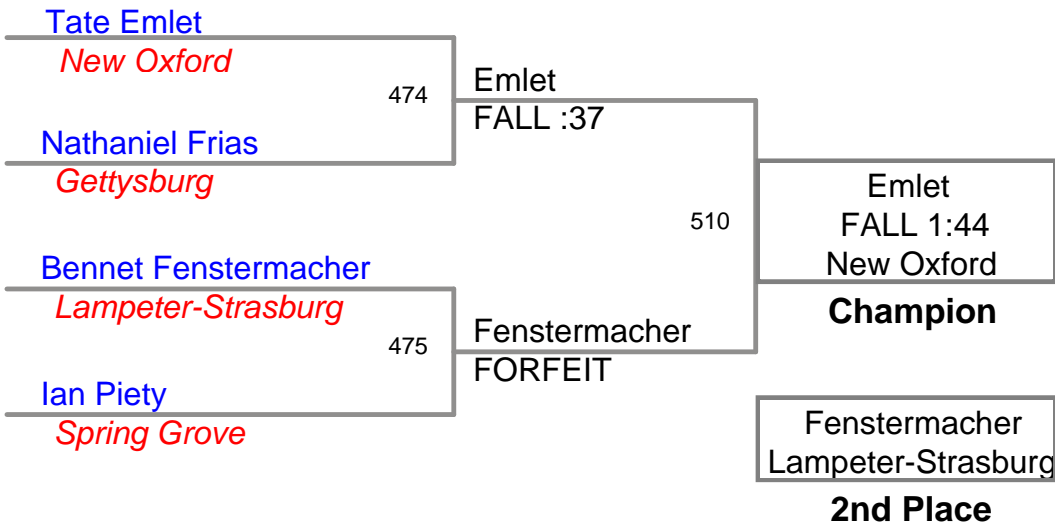 Tate Emlet
New Oxford
474
Emlet
FALL :37
Nathaniel Frias
Gettysburg
510
Emlet
FALL 1:44
New Oxford
Champion
Bennet Fenstermacher
Lampeter-Strasburg
475
Fenstermacher
FORFEIT
Ian Piety
Spring Grove
Fenstermacher
Lampeter-Strasburg
2nd Place